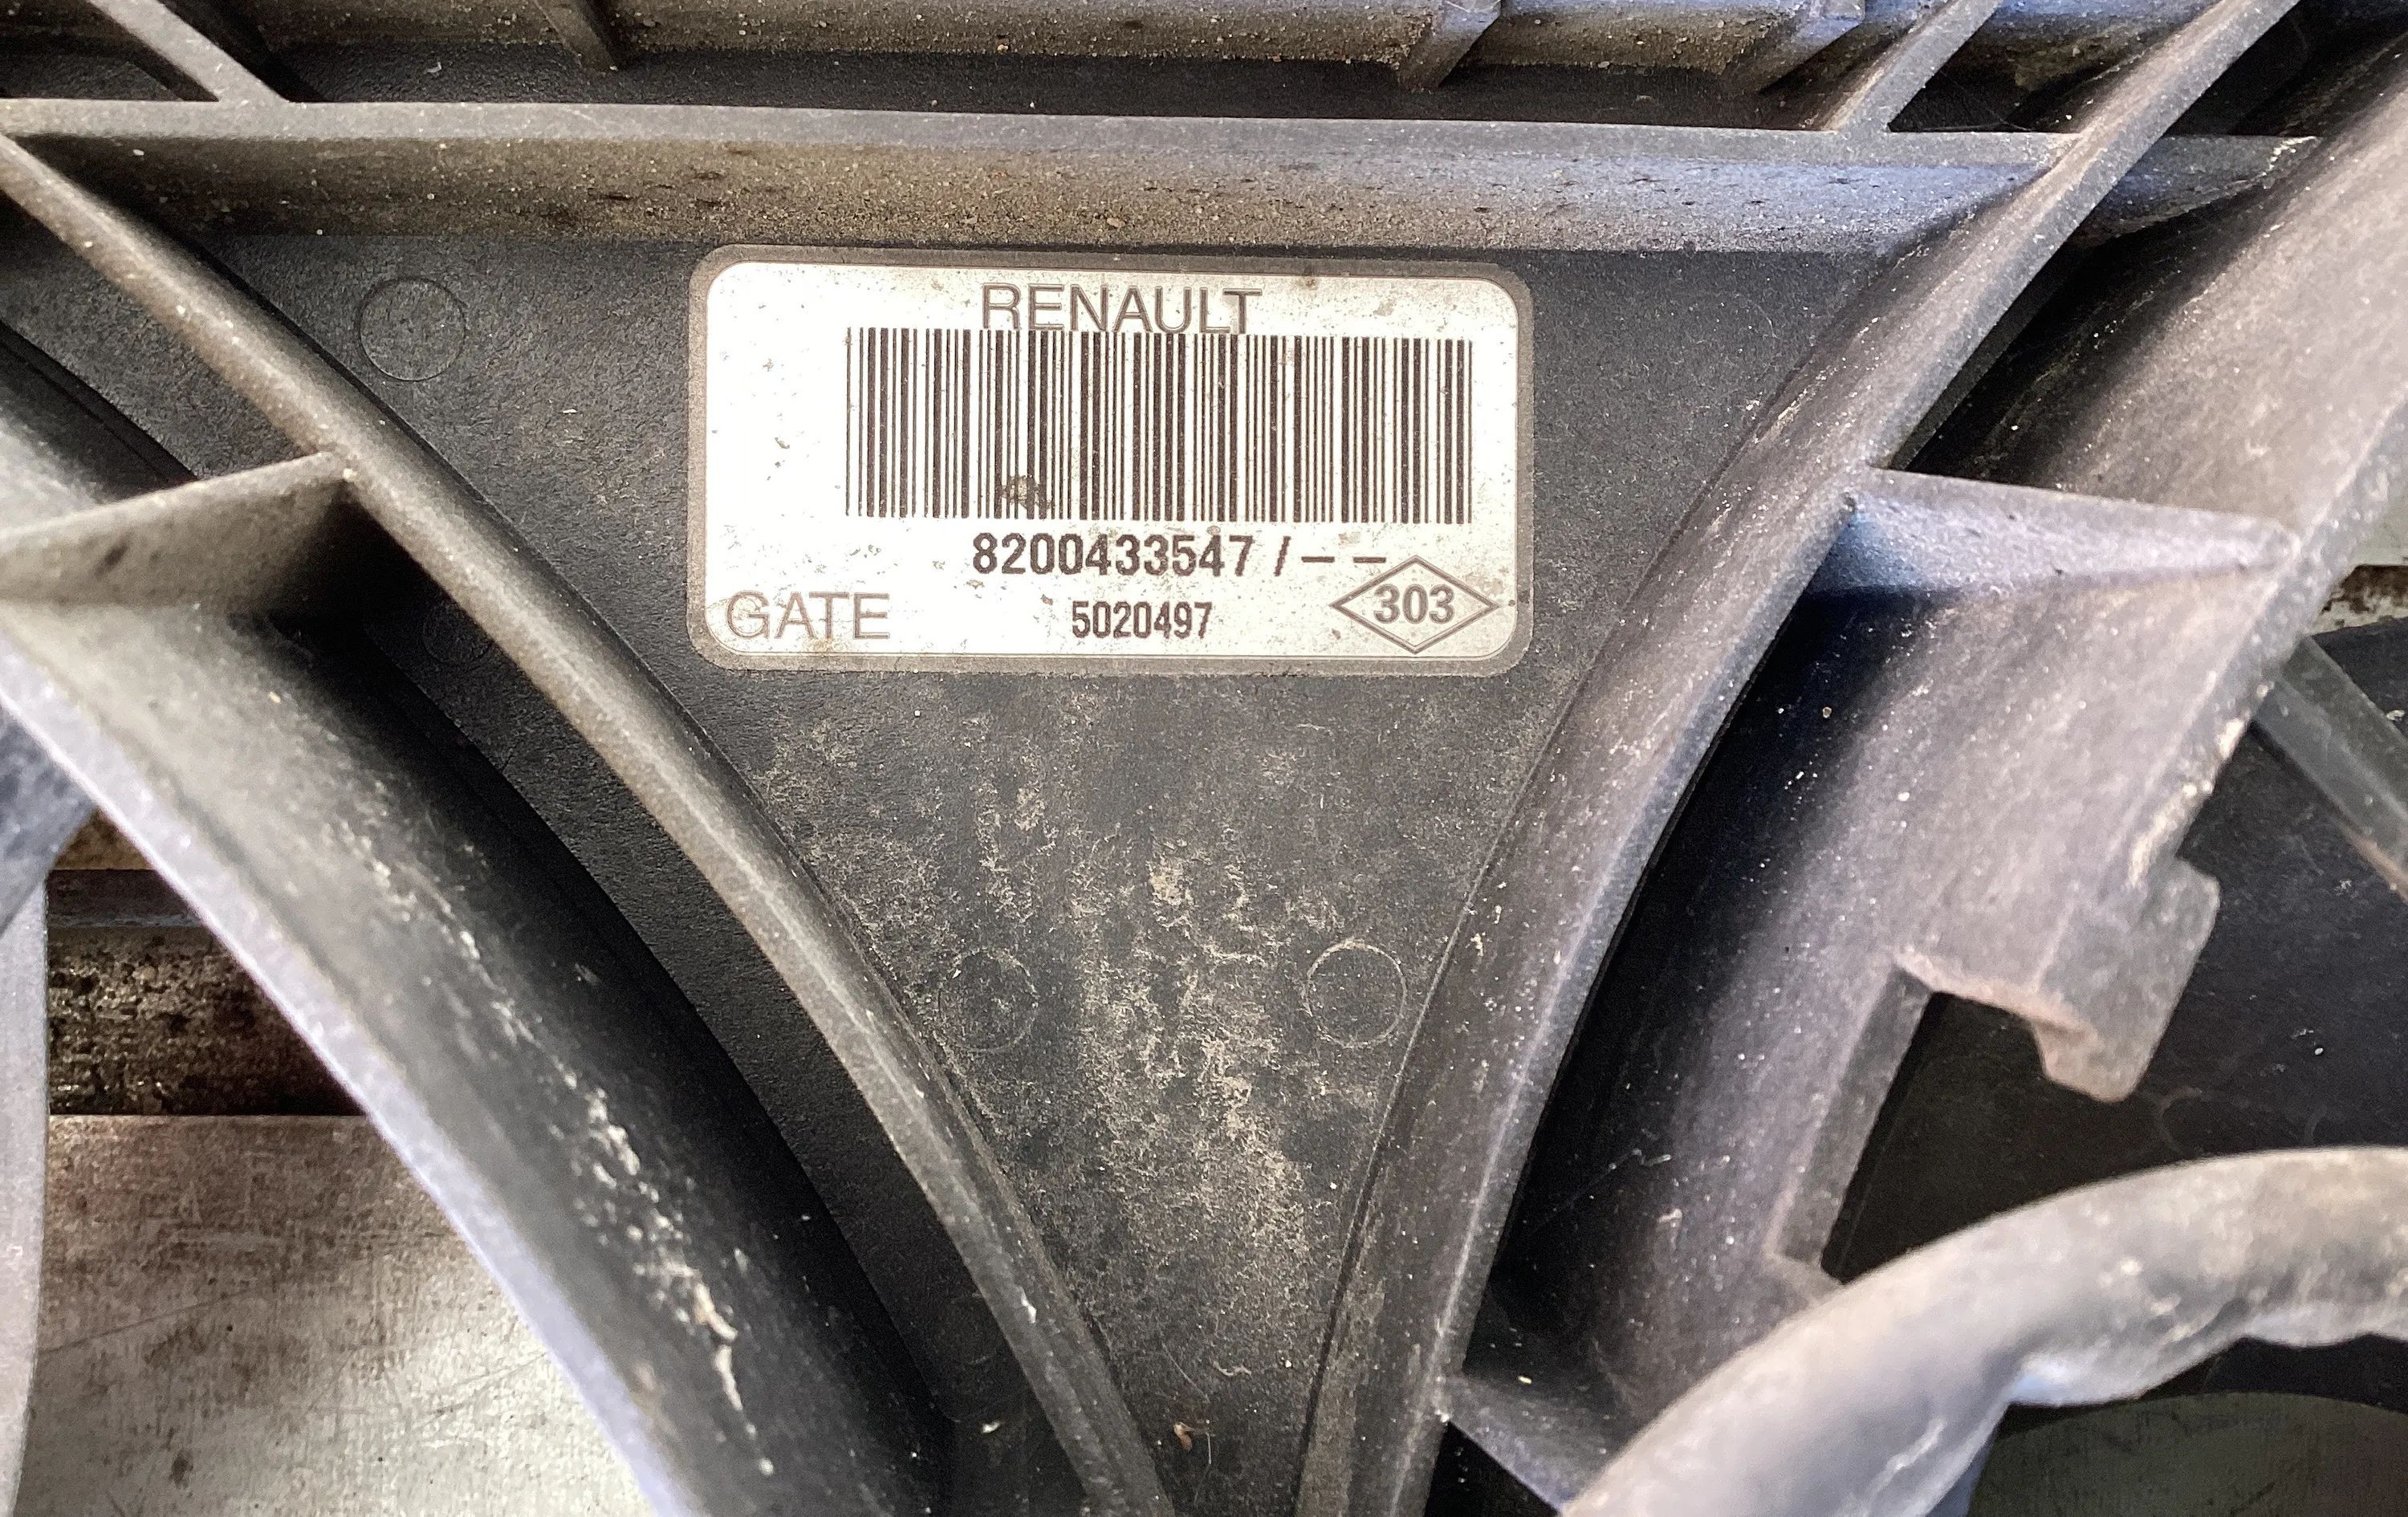 RENAULT
8200433547 / – –
GATE 5020497 303